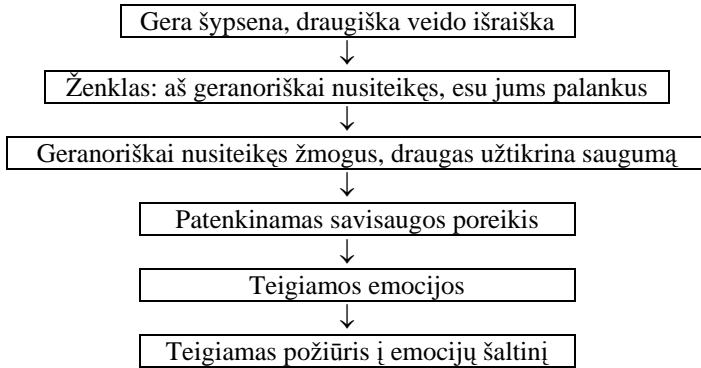 Gera šypsena, draugiška veido išraiška
Ženklas: aš geranoriškai nusiteikęs, esu jums palankus
Geranoriškai nusiteikęs žmogus, draugas užtikrina saugumą
Patenkinamas savisaugos poreikis
Teigiamos emocijos
Teigiamas požiūris į emocijų šaltinį